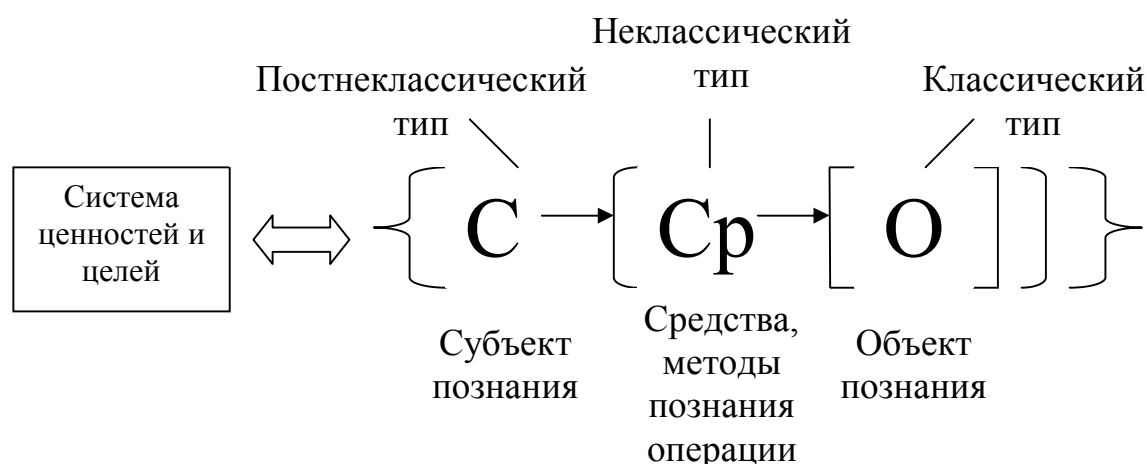 Неклассический
тип
Постнеклассический
тип
Классический
тип
Система
ценностей и
целей
С
Ср
О
Субъект
познания
Средства,
методы
познания
операции
Объект
познания